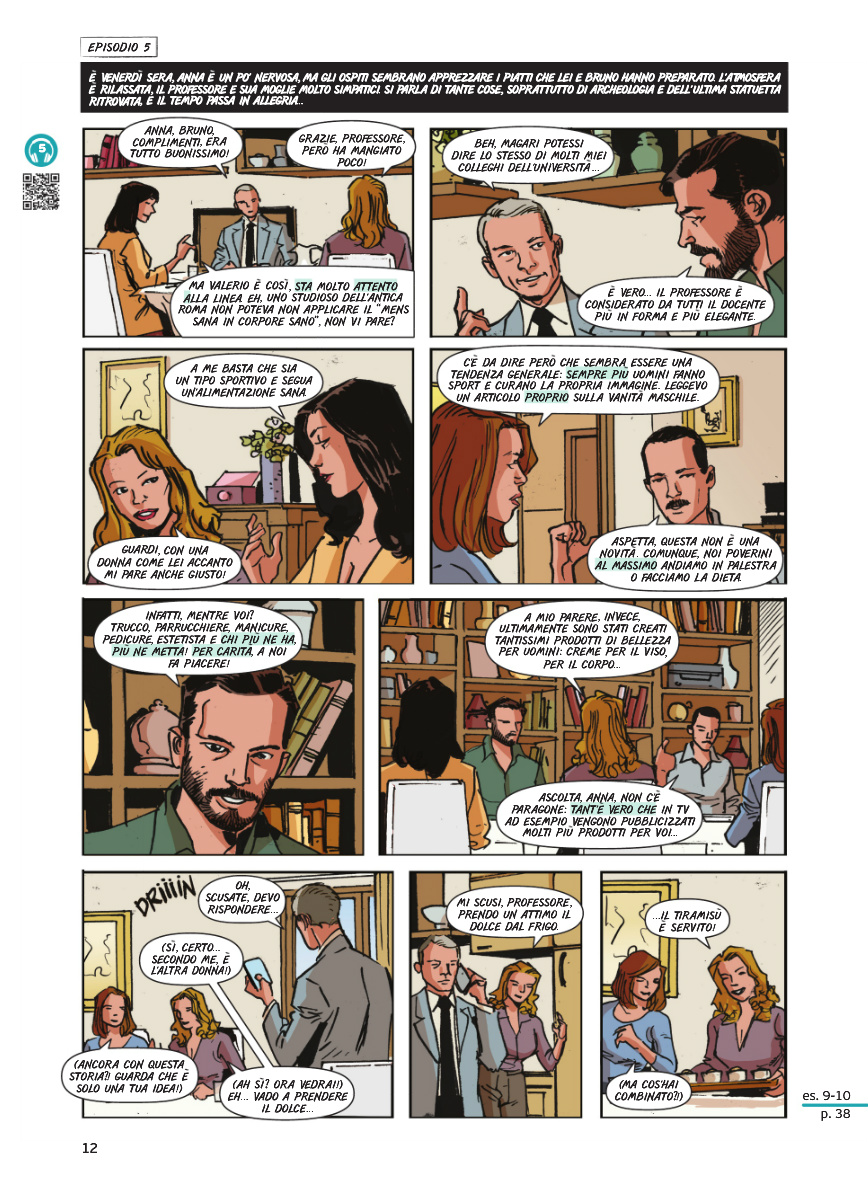 EPISODIO 5
È VENERDÌ SERA, ANNA È UN PO' NERVOSA, MA GLI OSPITI SEMBRANO APPREZZARE I PIATTI CHE LEI E BRUNO HANNO PREPARATO. L'ATMOSFERA
È RILASSATA, IL PROFESSORE E SUA MOGLIE MOLTO SIMPATICI. SI PARLA DI TANTE COSE, SOPRATTUTTO DI ARCHEOLOGIA E DELL'ULTIMA STATUETTA
RITROVATA, E IL TEMPO PASSA IN ALLEGRIA...
5
ANNA, BRUNO,
COMPLIMENTI, ERA
TUTTO BUONISSIMO!
GRAZIE, PROFESSORE,
PERÒ HA MANGIATO
POCO!
MA VALERIO È COSÌ, STA MOLTO ATTENTO
ALLA LINEA EH, UNO STUDIOSO DELL'ANTICA
ROMA NON POTEVA NON APPLICARE IL "MENS
SANA IN CORPORE SANO", NON VI PARE?
BEH, MAGARI POTESSI
DIRE LO STESSO DI MOLTI MIEI
COLLEGHI DELL'UNIVERSITÀ...
È VERO... IL PROFESSORE È
CONSIDERATO DA TUTTI IL DOCENTE
PIÙ IN FORMA E PIÙ ELEGANTE.
A ME BASTA CHE SIA
UN TIPO SPORTIVO E SEGUA
UN'ALIMENTAZIONE SANA.
GUARDI, CON UNA
DONNA COME LEI ACCANTO
MI PARE ANCHE GIUSTO!
C'È DA DIRE PERÒ CHE SEMBRA ESSERE UNA
TENDENZA GENERALE: SEMPRE PIÙ UOMINI FANNO
SPORT E CURANO LA PROPRIA IMMAGINE. LEGGEVO
UN ARTICOLO PROPRIO SULLA VANITÀ MASCHILE.
ASPETTA, QUESTA NON È UNA
NOVITÀ. COMUNQUE, NOI POVERINI
AL MASSIMO ANDIAMO IN PALESTRA
O FACCIAMO LA DIETA.
INFATTI, MENTRE VOI?
TRUCCO, PARRUCCHIERE, MANICURE,
PEDICURE, ESTETISTA E CHI PIÙ NE HA,
PIÙ NE METTA! PER CARITÀ, A NOI
FA PIACERE!
A MIO PARERE, INVECE,
ULTIMAMENTE SONO STATI CREATI
TANTISSIMI PRODOTTI DI BELLEZZA
PER UOMINI: CREME PER IL VISO,
PER IL CORPO...
ASCOLTA, ANNA, NON C'È
PARAGONE: TANT'È VERO CHE IN TV
AD ESEMPIO VENGONO PUBBLICIZZATI
MOLTI PIÙ PRODOTTI PER VOI...
DRIIIIN
OH,
SCUSATE, DEVO
RISPONDERE...
(SÌ, CERTO...
SECONDO ME, È
L'ALTRA DONNA!)
(ANCORA CON QUESTA
STORIA?! GUARDA CHE È
SOLO UNA TUA IDEA!)
(AH SÌ? ORA VEDRAI!)
EH... VADO A PRENDERE
IL DOLCE...
MI SCUSI, PROFESSORE,
PRENDO UN ATTIMO IL
DOLCE DAL FRIGO.
...IL TIRAMISÙ
È SERVITO!
(MA COS'HAI
COMBINATO?!)
es. 9-10
p. 38
12